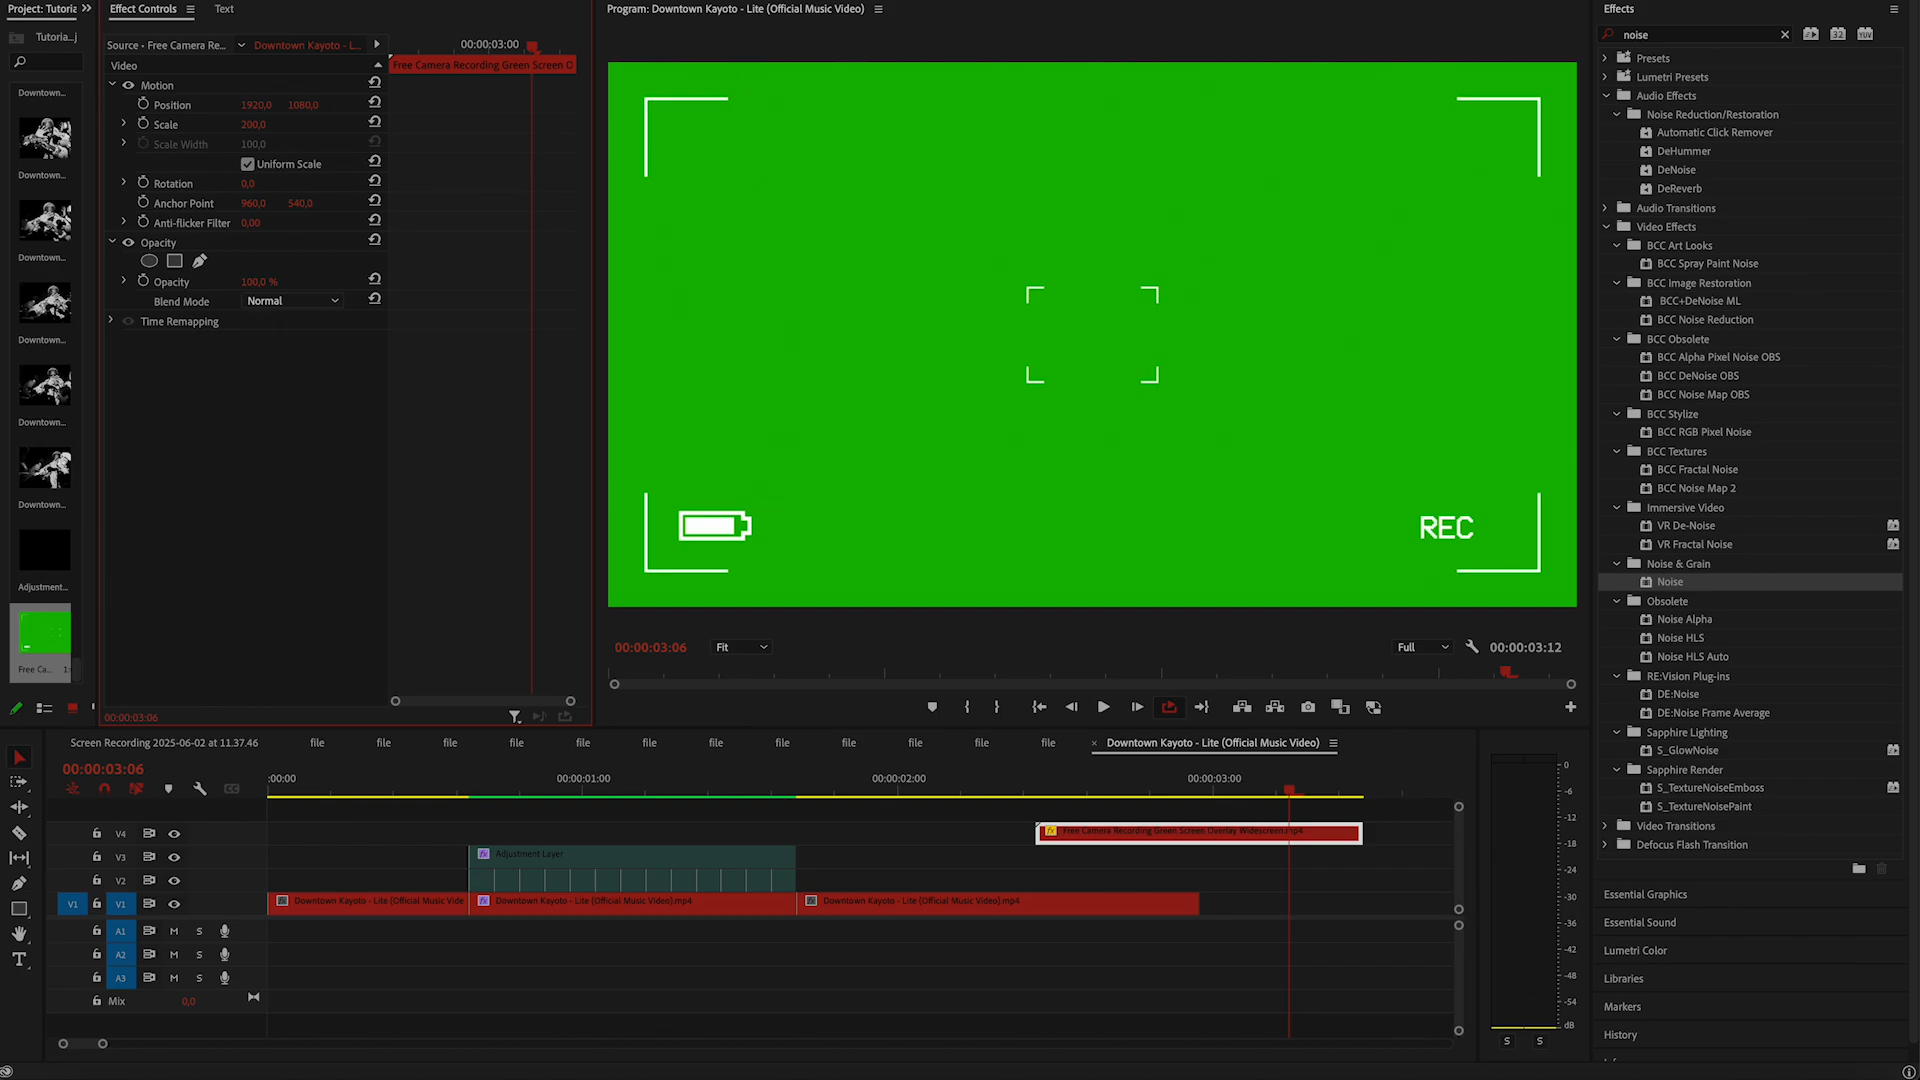 Project: Tutoria
Effect Controls
Text
Program: Downtown Kayoto - Lite (Official Music Video)
Effects
Tutoria...j
Source • Free Camera Re...
Downtown Kayoto - L...
00:00:03:00
noise
32
YUV
Video
Free Camera Recording Green Screen O
Motion
Position 1920,0 1080,0
Scale 200,0
Scale Width 100,0
Uniform Scale
Rotation 0,0
Anchor Point 960,0 540,0
Anti-flicker Filter 0,00
Opacity
Opacity 100,0 %
Blend Mode Normal
Time Remapping
00:00:03:06
Downtown...
Downtown...
Downtown...
Downtown...
Downtown...
Downtown...
Adjustment...
Free Ca...
REC
00:00:03:06
Fit
Full
00:00:03:12
Presets
Lumetri Presets
Audio Effects
Noise Reduction/Restoration
Automatic Click Remover
DeHummer
DeNoise
DeReverb
Audio Transitions
Video Effects
BCC Art Looks
BCC Spray Paint Noise
BCC Image Restoration
BCC+DeNoise ML
BCC Noise Reduction
BCC Obsolete
BCC Alpha Pixel Noise OBS
BCC DeNoise OBS
BCC Noise Map OBS
BCC Stylize
BCC RGB Pixel Noise
BCC Textures
BCC Fractal Noise
BCC Noise Map 2
Immersive Video
VR De-Noise
VR Fractal Noise
Noise & Grain
Noise
Obsolete
Noise Alpha
Noise HLS
Noise HLS Auto
RE:Vision Plug-ins
DE:Noise
DE:Noise Frame Average
Sapphire Lighting
S_GlowNoise
Sapphire Render
S_TextureNoiseEmboss
S_TextureNoisePaint
Video Transitions
Defocus Flash Transition
Essential Graphics
Essential Sound
Lumetri Color
Libraries
Markers
History
Screen Recording 2025-06-02 at 11.37.46
file
file
file
file
file
file
file
file
file
file
file
file
Downtown Kayoto - Lite (Official Music Video)
00:00:03:06
:00:00
00:00:01:00
00:00:02:00
00:00:03:00
V4
Free Camera Recording Green Screen Overlay Widescreen.mp4
V3
Adjustment Layer
V2
V1 V1
Downtown Kayoto - Lite (Official Music Vide
Downtown Kayoto - Lite (Official Music Video).mp4
Downtown Kayoto - Lite (Official Music Video).mp4
A1 M S
A2 M S
A3 M S
Mix 0,0
0
-6
-12
-18
-24
-30
-36
-42
-48
-54
dB
S S